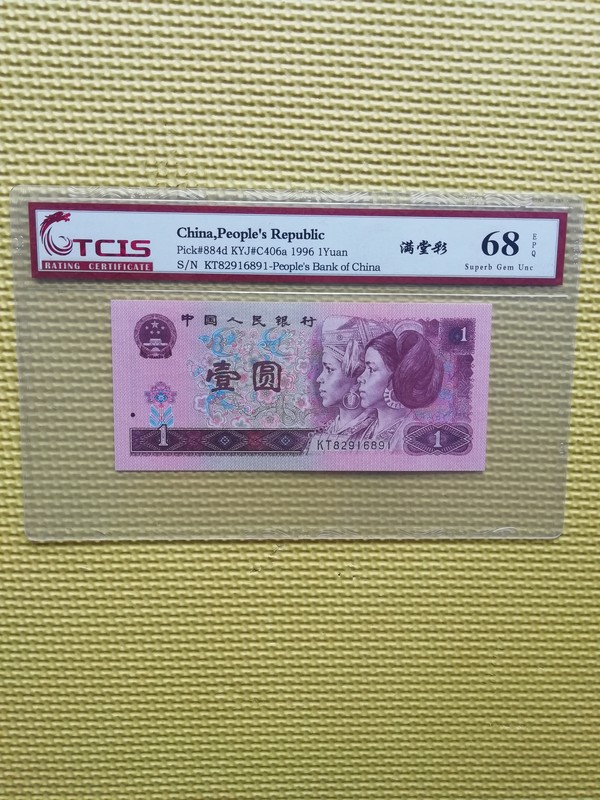 TCIS
RATING CERTIFICATE
China,People's Republic
Pick#884d KYJ#C406a 1996 1Yuan
S/N KT82916891-People's Bank of China
满堂彩
68
EPQ
Superb Gem Unc
中国人民银行
1
壹圆
1
KT82916891
1